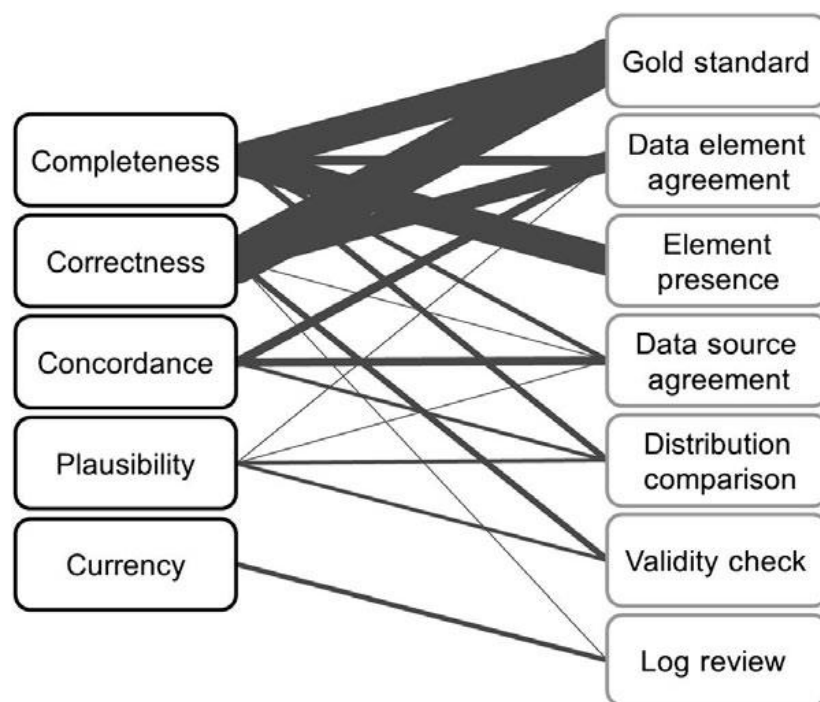 Completeness
Correctness
Concordance
Plausibility
Currency
Gold standard
Data element
agreement
Element
presence
Data source
agreement
Distribution
comparison
Validity check
Log review